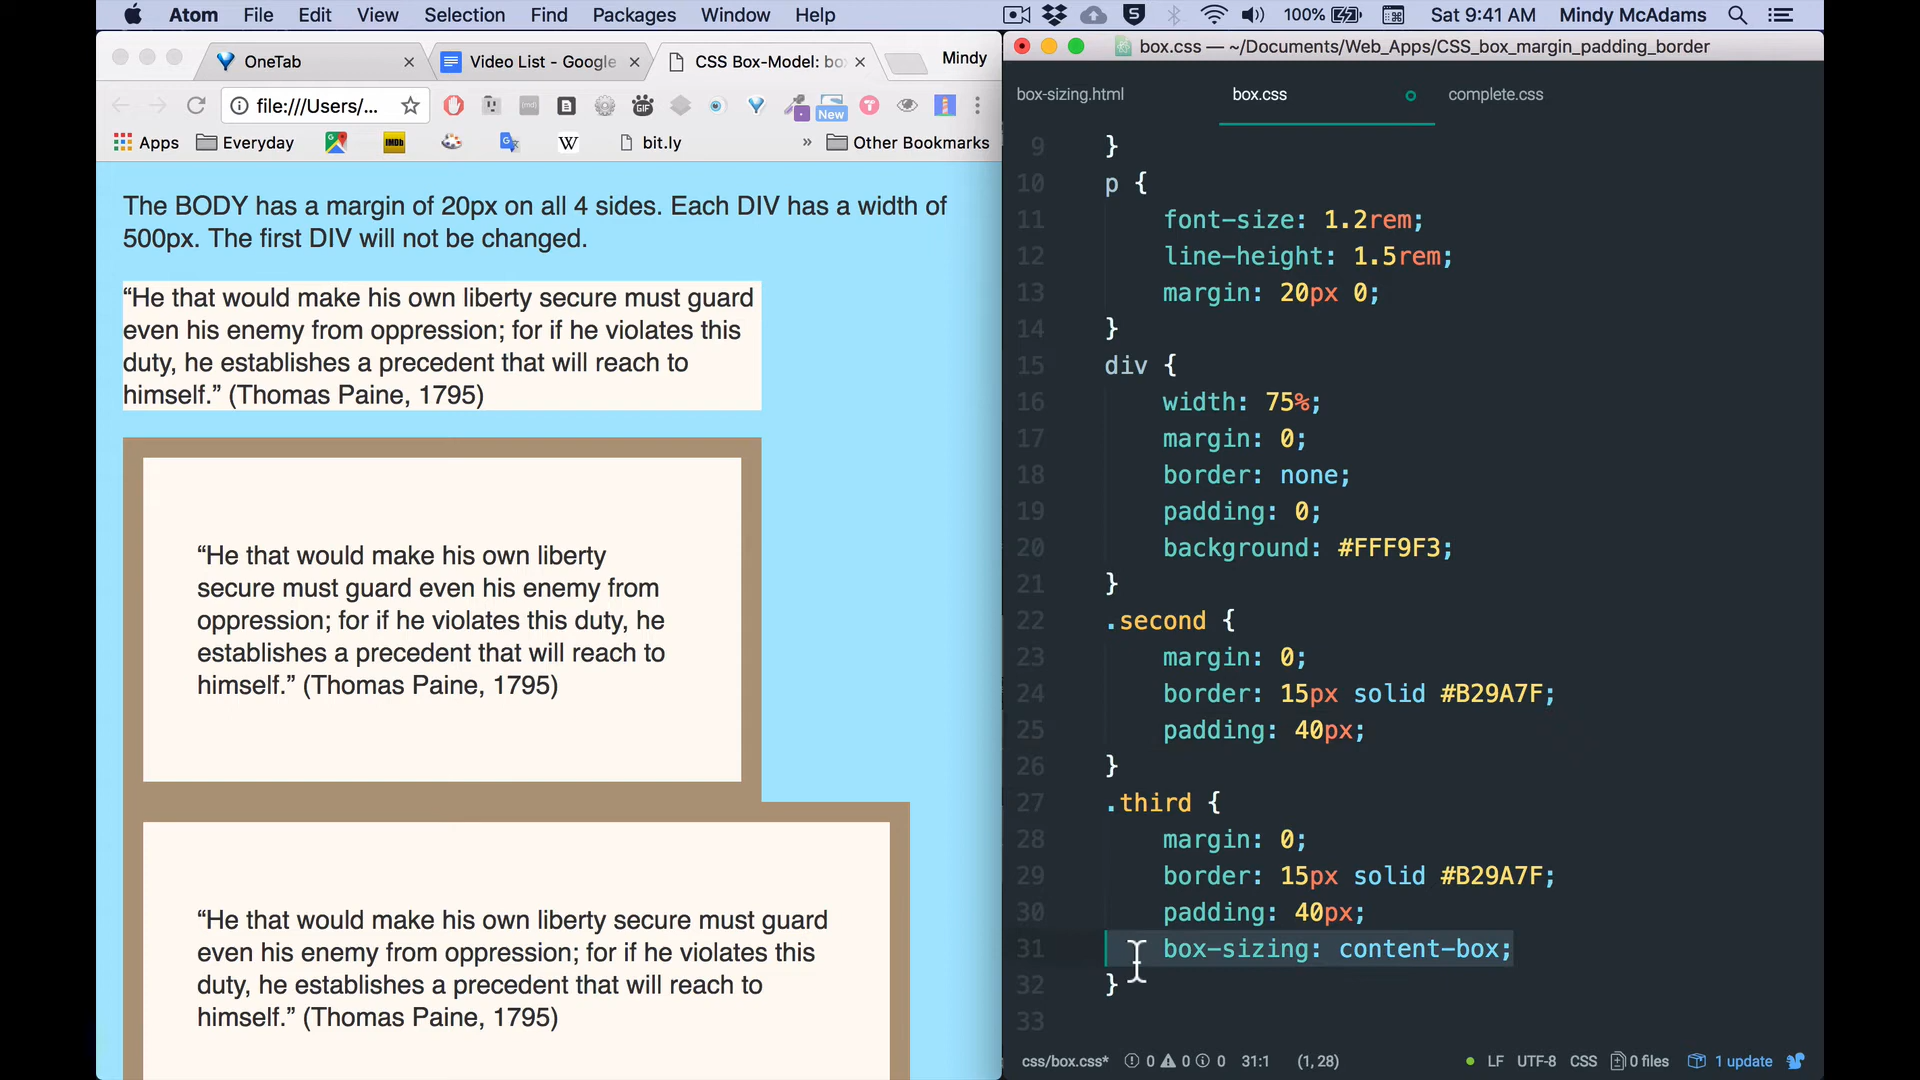 Atom File Edit View Selection Find Packages Window Help 100% Sat 9:41 AM Mindy McAdams
OneTab Video List - Google CSS Box-Model: bo Mindy
file:///Users/... GIF New
Apps Everyday IMDb W bit.ly » Other Bookmarks
The BODY has a margin of 20px on all 4 sides. Each DIV has a width of
500px. The first DIV will not be changed.
“He that would make his own liberty secure must guard
even his enemy from oppression; for if he violates this
duty, he establishes a precedent that will reach to
himself.” (Thomas Paine, 1795)
“He that would make his own liberty
secure must guard even his enemy from
oppression; for if he violates this duty, he
establishes a precedent that will reach to
himself.” (Thomas Paine, 1795)
“He that would make his own liberty secure must guard
even his enemy from oppression; for if he violates this
duty, he establishes a precedent that will reach to
himself.” (Thomas Paine, 1795)
box.css — ~/Documents/Web_Apps/CSS_box_margin_padding_border
box-sizing.html box.css complete.css
9 }
10 p {
11 font-size: 1.2rem;
12 line-height: 1.5rem;
13 margin: 20px 0;
14 }
15 div {
16 width: 75%;
17 margin: 0;
18 border: none;
19 padding: 0;
20 background: #FFF9F3;
21 }
22 .second {
23 margin: 0;
24 border: 15px solid #B29A7F;
25 padding: 40px;
26 }
27 .third {
28 margin: 0;
29 border: 15px solid #B29A7F;
30 padding: 40px;
31 box-sizing: content-box;
32 }
33
css/box.css* 0 0 0 31:1 (1, 28) LF UTF-8 CSS 0 files 1 update